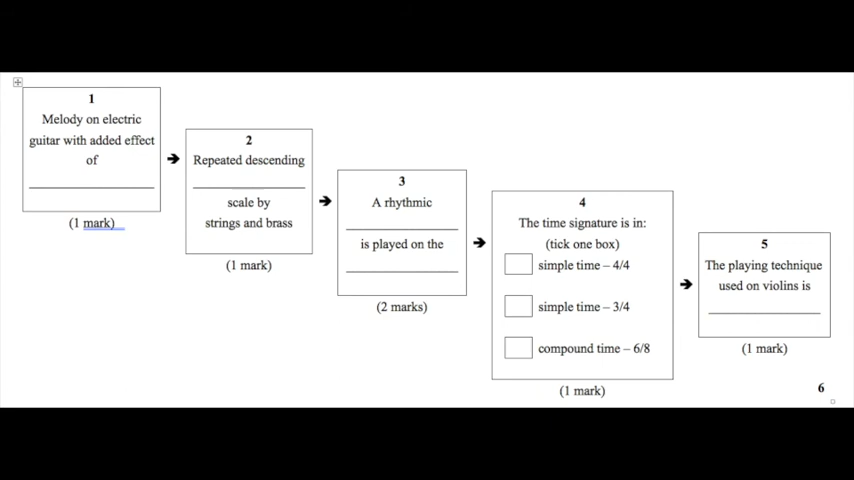 1
Melody on electric
guitar with added effect
of
(1 mark)
2
Repeated descending
scale by
strings and brass
(1 mark)
3
A rhythmic
is played on the
(2 marks)
4
The time signature is in:
(tick one box)
simple time – 4/4
simple time – 3/4
compound time – 6/8
(1 mark)
5
The playing technique
used on violins is
(1 mark)
6